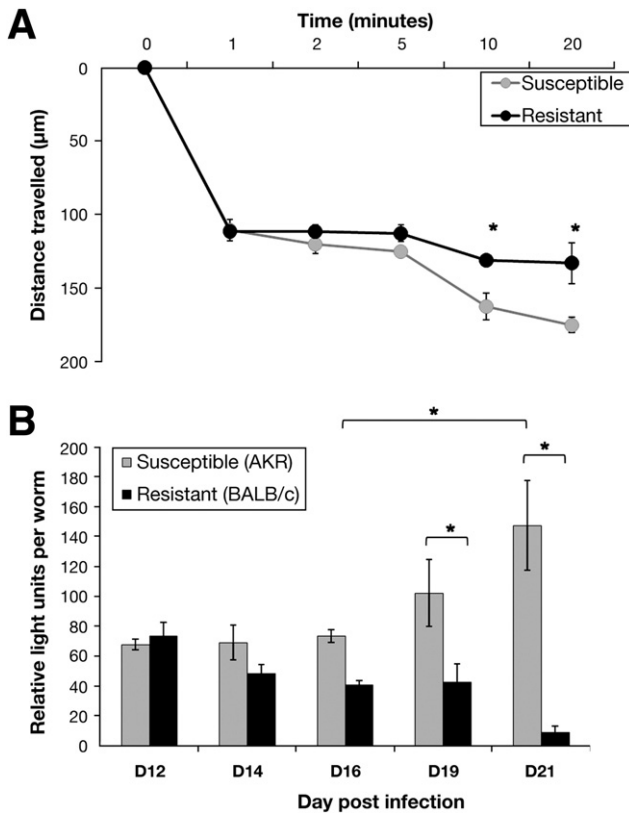 A
Time (minutes)
0 1 2 5 10 20
Distance travelled (µm)
0
50
100
150
200
Susceptible
Resistant
*
*
B
Relative light units per worm
200
180
160
140
120
100
80
60
40
20
0
Susceptible (AKR)
Resistant (BALB/c)
*
*
*
D12 D14 D16 D19 D21
Day post infection